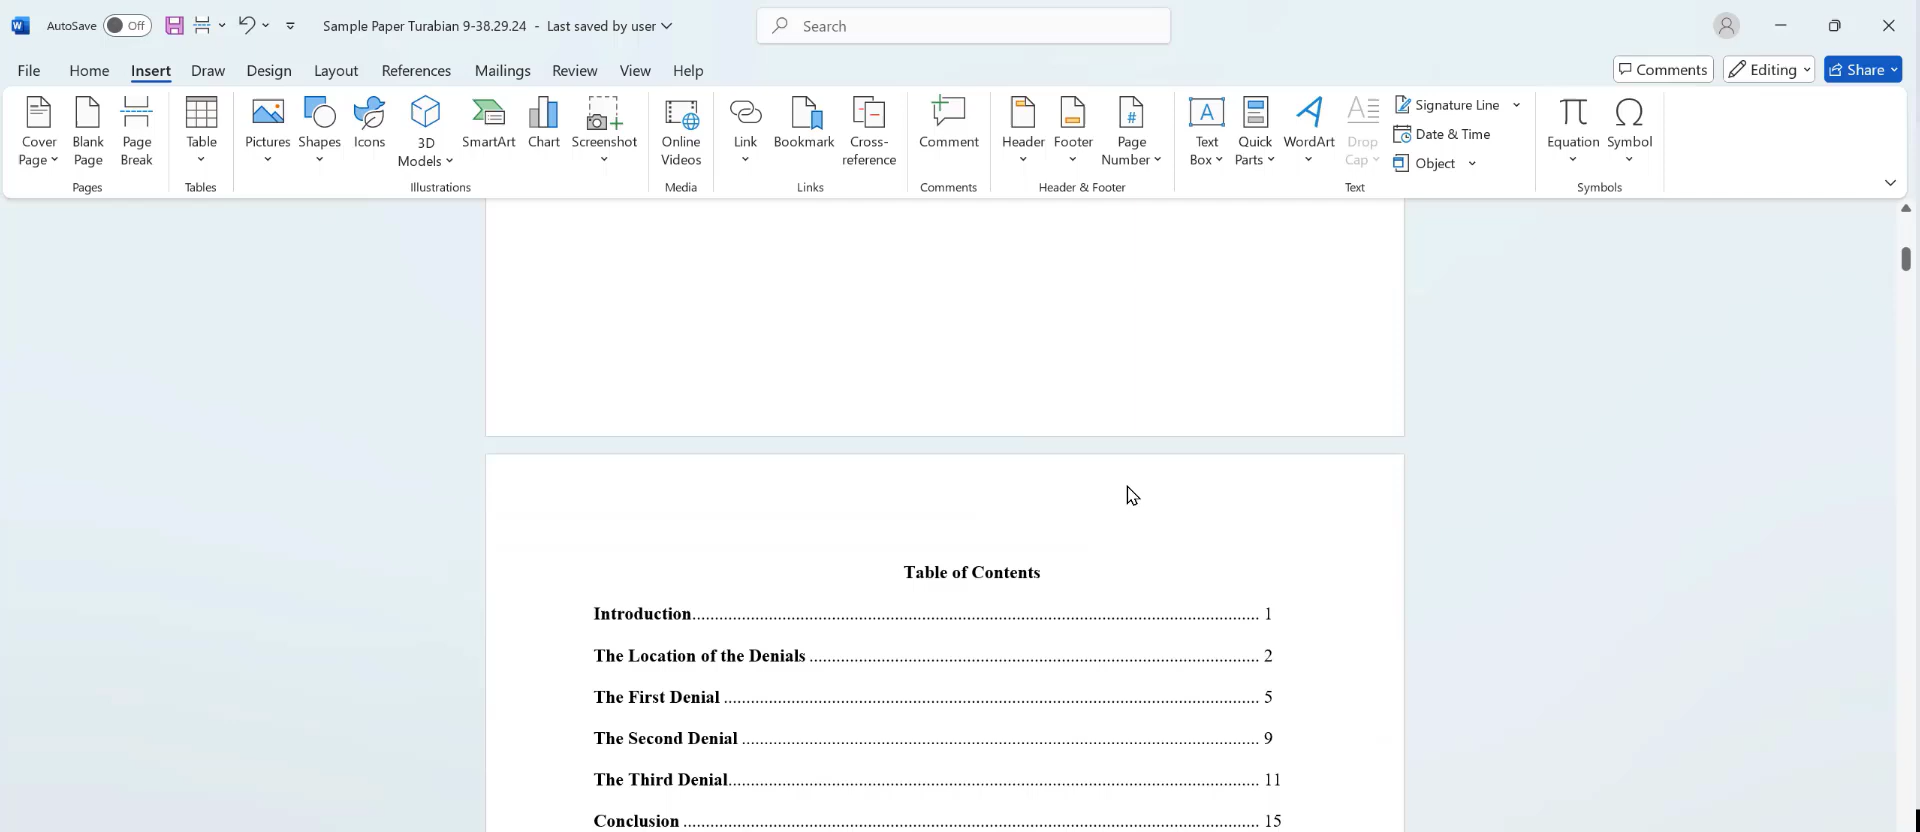 AutoSave Off Sample Paper Turabian 9-38.29.24 - Last saved by user Search
File Home Insert Draw Design Layout References Mailings Review View Help Comments Editing Share
Cover Page
Blank Page
Page Break
Pages
Table
Tables
Pictures
Shapes
Icons
3D Models
SmartArt
Chart
Screenshot
Illustrations
Online Videos
Media
Link
Bookmark
Cross-reference
Links
Comment
Comments
Header
Footer
Page Number
Header & Footer
Text Box
Quick Parts
WordArt
Drop Cap
Signature Line
Date & Time
Object
Text
Equation
Symbol
Symbols
Table of Contents
Introduction 1
The Location of the Denials 2
The First Denial 5
The Second Denial 9
The Third Denial 11
Conclusion 15